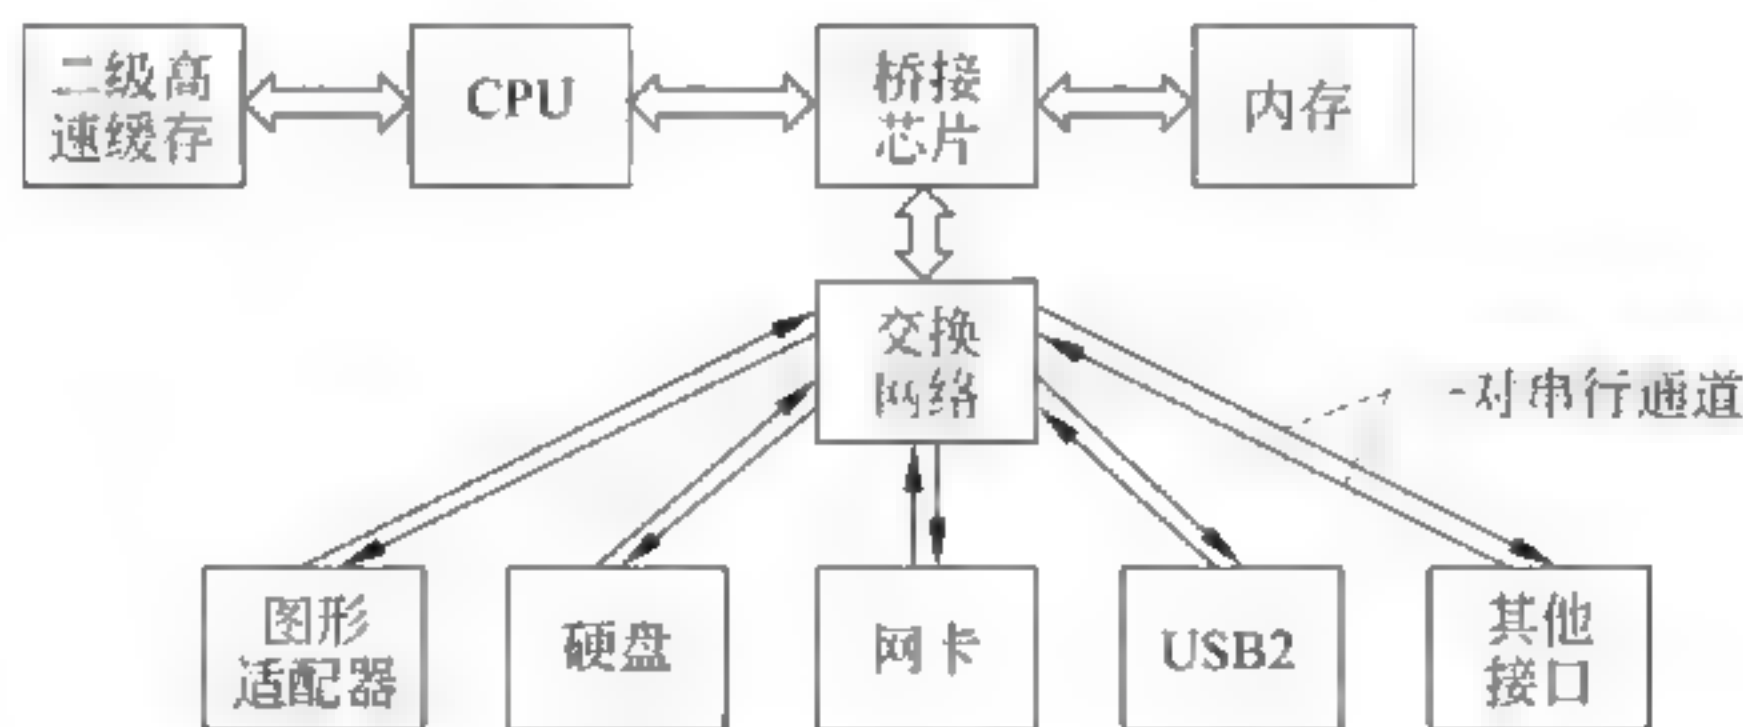 二级高
速缓存
CPU
桥接
芯片
内存
交换
网络
一对串行通道
图形
适配器
硬盘
网卡
USB2
其他
接口